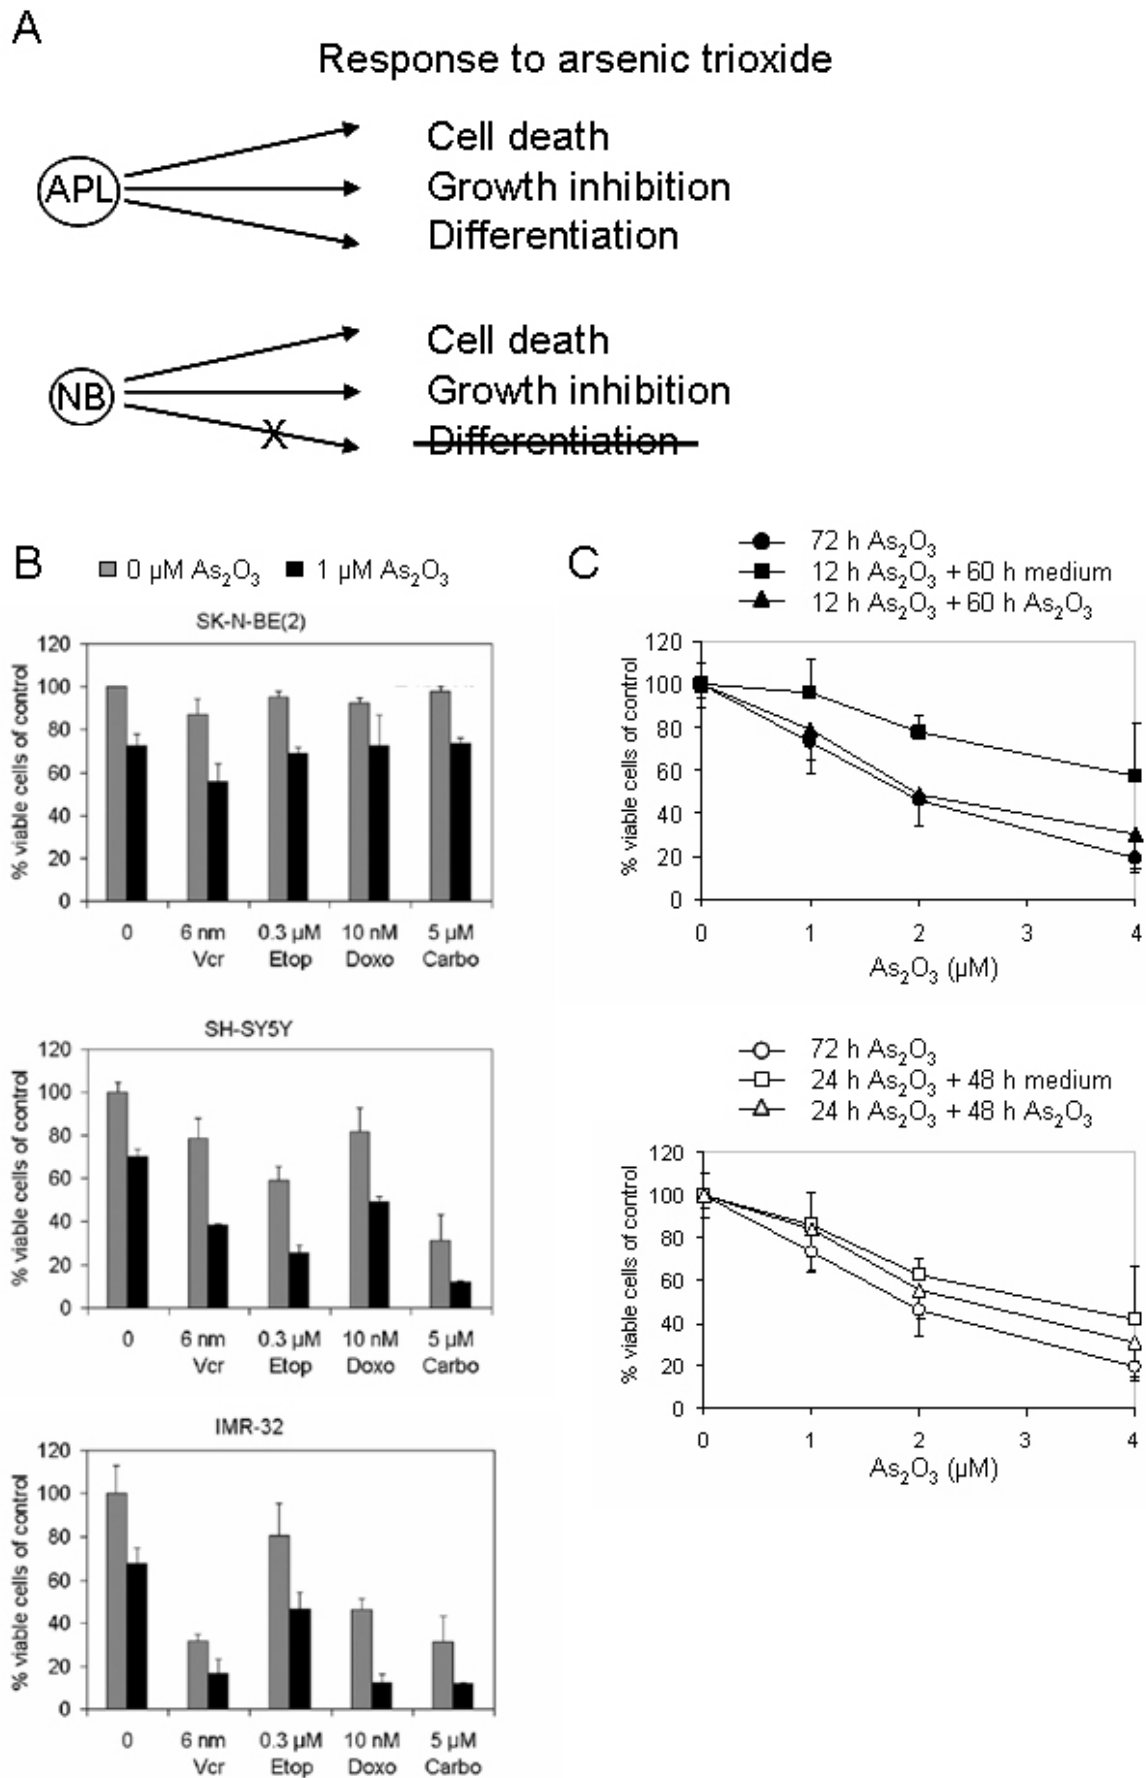 A
Response to arsenic trioxide
APL
Cell death
Growth inhibition
Differentiation
NB
Cell death
Growth inhibition
Differentiation
X
B
0 µM As₂O₃ 1 µM As₂O₃
SK-N-BE(2)
% viable cells of control
120
100
80
60
40
20
0
0 6 nm 0.3 µM 10 nM 5 µM
Vcr Etop Doxo Carbo
SH-SY5Y
% viable cells of control
120
100
80
60
40
20
0
0 6 nm 0.3 µM 10 nM 5 µM
Vcr Etop Doxo Carbo
IMR-32
% viable cells of control
120
100
80
60
40
20
0
0 6 nm 0.3 µM 10 nM 5 µM
Vcr Etop Doxo Carbo
C
72 h As₂O₃
12 h As₂O₃ + 60 h medium
12 h As₂O₃ + 60 h As₂O₃
% viable cells of control
120
100
80
60
40
20
0
0 1 2 3 4
As₂O₃ (µM)
72 h As₂O₃
24 h As₂O₃ + 48 h medium
24 h As₂O₃ + 48 h As₂O₃
% viable cells of control
120
100
80
60
40
20
0
0 1 2 3 4
As₂O₃ (µM)